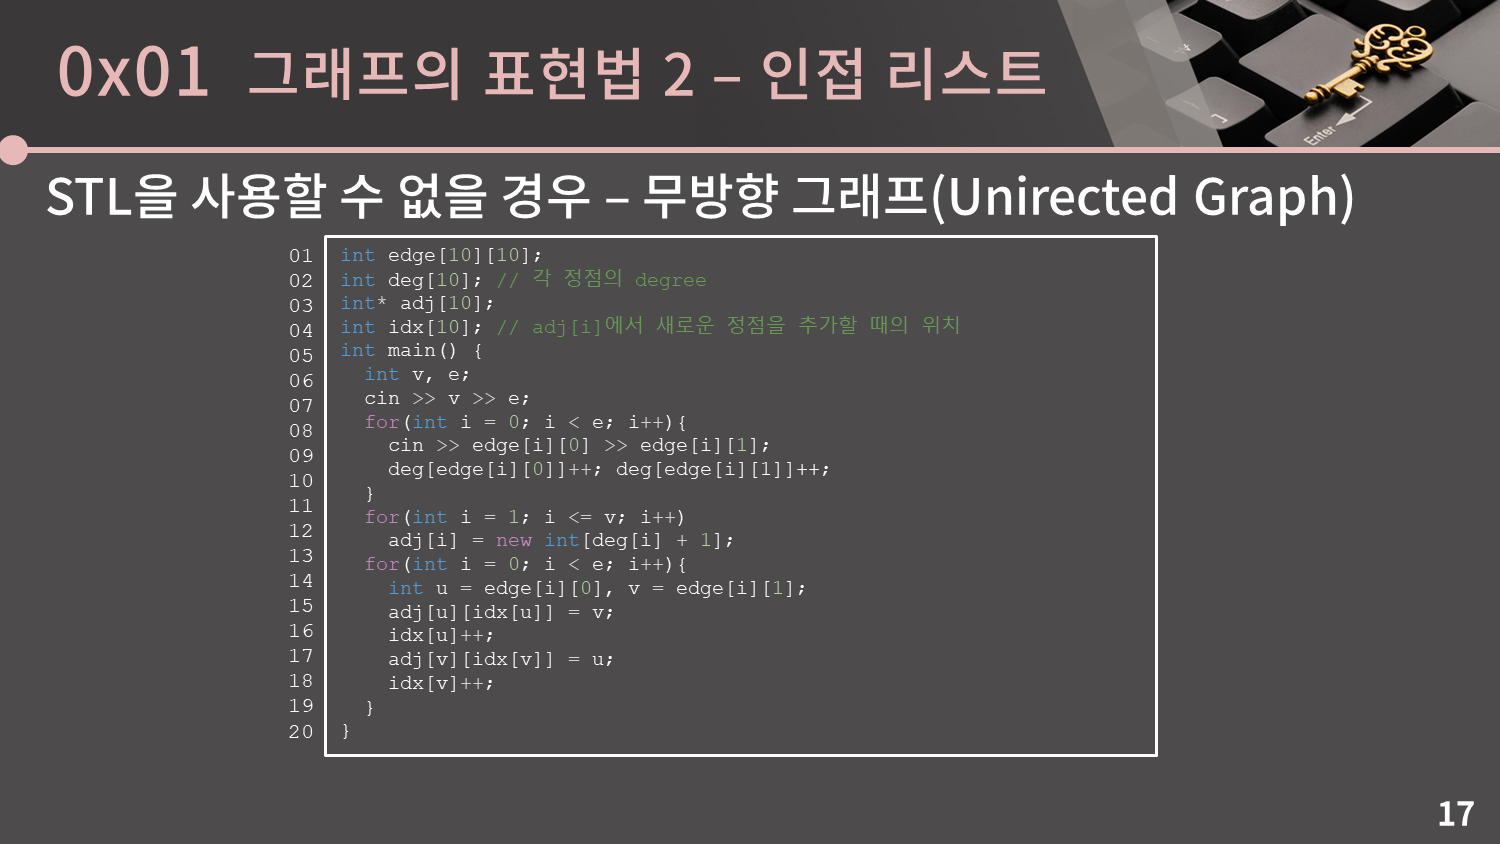 0x01 그래프의 표현법 2 – 인접 리스트
Enter
STL을 사용할 수 없을 경우 – 무방향 그래프(Unirected Graph)
01 int edge[10][10];
02 int deg[10]; // 각 정점의 degree
03 int* adj[10];
04 int idx[10]; // adj[i]에서 새로운 정점을 추가할 때의 위치
05 int main() {
06   int v, e;
07   cin >> v >> e;
08   for(int i = 0; i < e; i++){
09     cin >> edge[i][0] >> edge[i][1];
10     deg[edge[i][0]]++; deg[edge[i][1]]++;
11   }
12   for(int i = 1; i <= v; i++)
13     adj[i] = new int[deg[i] + 1];
14   for(int i = 0; i < e; i++){
15     int u = edge[i][0], v = edge[i][1];
16     adj[u][idx[u]] = v;
17     idx[u]++;
18     adj[v][idx[v]] = u;
19     idx[v]++;
20   }
}
17